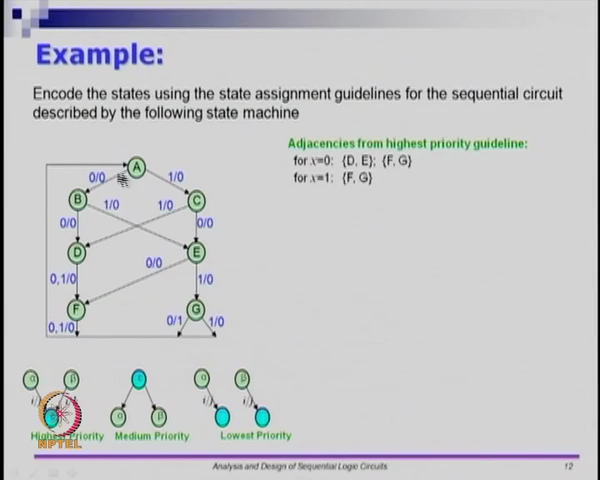 Example:
Encode the states using the state assignment guidelines for the sequential circuit
described by the following state machine
Adjacencies from highest priority guideline:
for x=0: {D, E}; {F, G}
for x=1: {F, G}
A
0/0
1/0
B
1/0
1/0
C
0/0
0/0
D
E
0/0
0,1/0
1/0
F
G
0,1/0
0/1
1/0
α
β
α
β
α
β
i/
i/
i/
Highest Priority
Medium Priority
Lowest Priority
NPTEL
Analysis and Design of Sequential Logic Circuits
12